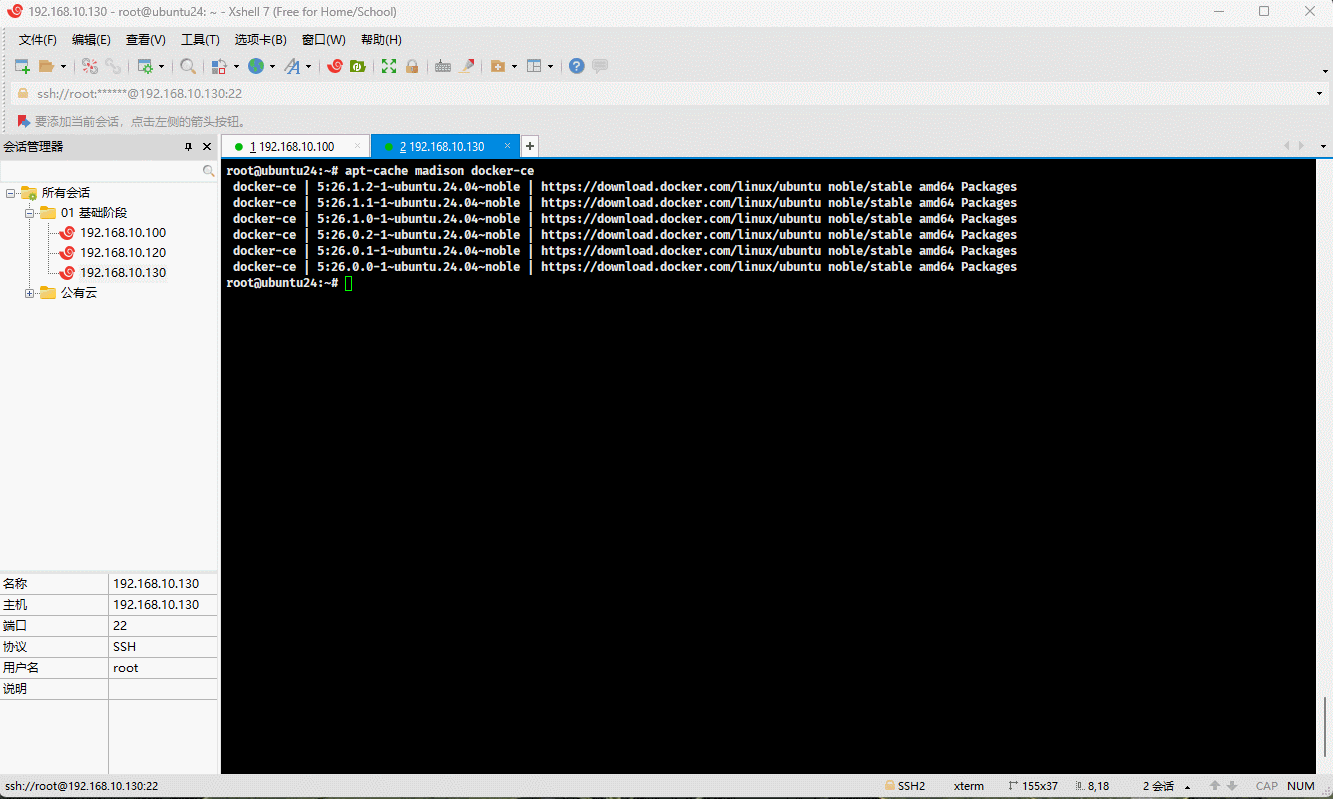 192.168.10.130 - root@ubuntu24: ~ - Xshell 7 (Free for Home/School)
文件(F) 编辑(E) 查看(V) 工具(T) 选项卡(B) 窗口(W) 帮助(H)
ssh://root:******@192.168.10.130:22
要添加当前会话，点击左侧的箭头按钮。
会话管理器
1 192.168.10.100
2 192.168.10.130
所有会话
01 基础阶段
192.168.10.100
192.168.10.120
192.168.10.130
公有云
root@ubuntu24:~# apt-cache madison docker-ce
docker-ce | 5:26.1.2-1~ubuntu.24.04~noble | https://download.docker.com/linux/ubuntu noble/stable amd64 Packages
docker-ce | 5:26.1.1-1~ubuntu.24.04~noble | https://download.docker.com/linux/ubuntu noble/stable amd64 Packages
docker-ce | 5:26.1.0-1~ubuntu.24.04~noble | https://download.docker.com/linux/ubuntu noble/stable amd64 Packages
docker-ce | 5:26.0.2-1~ubuntu.24.04~noble | https://download.docker.com/linux/ubuntu noble/stable amd64 Packages
docker-ce | 5:26.0.1-1~ubuntu.24.04~noble | https://download.docker.com/linux/ubuntu noble/stable amd64 Packages
docker-ce | 5:26.0.0-1~ubuntu.24.04~noble | https://download.docker.com/linux/ubuntu noble/stable amd64 Packages
root@ubuntu24:~#
名称 192.168.10.130
主机 192.168.10.130
端口 22
协议 SSH
用户名 root
说明
ssh://root@192.168.10.130:22 SSH2 xterm 155x37 8,18 2 会话 CAP NUM